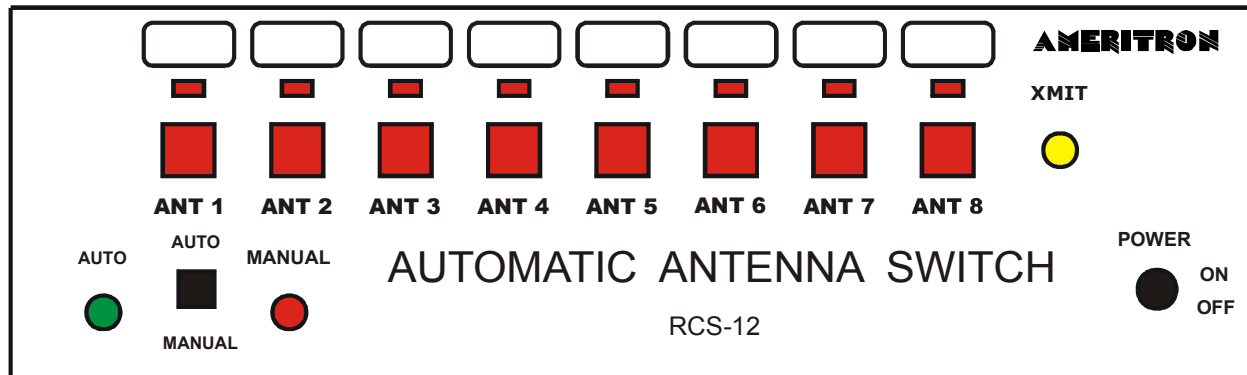 AMERITRON
XMIT
ANT 1 ANT 2 ANT 3 ANT 4 ANT 5 ANT 6 ANT 7 ANT 8
AUTO
AUTO
MANUAL
MANUAL
AUTOMATIC ANTENNA SWITCH
RCS-12
POWER
ON
OFF